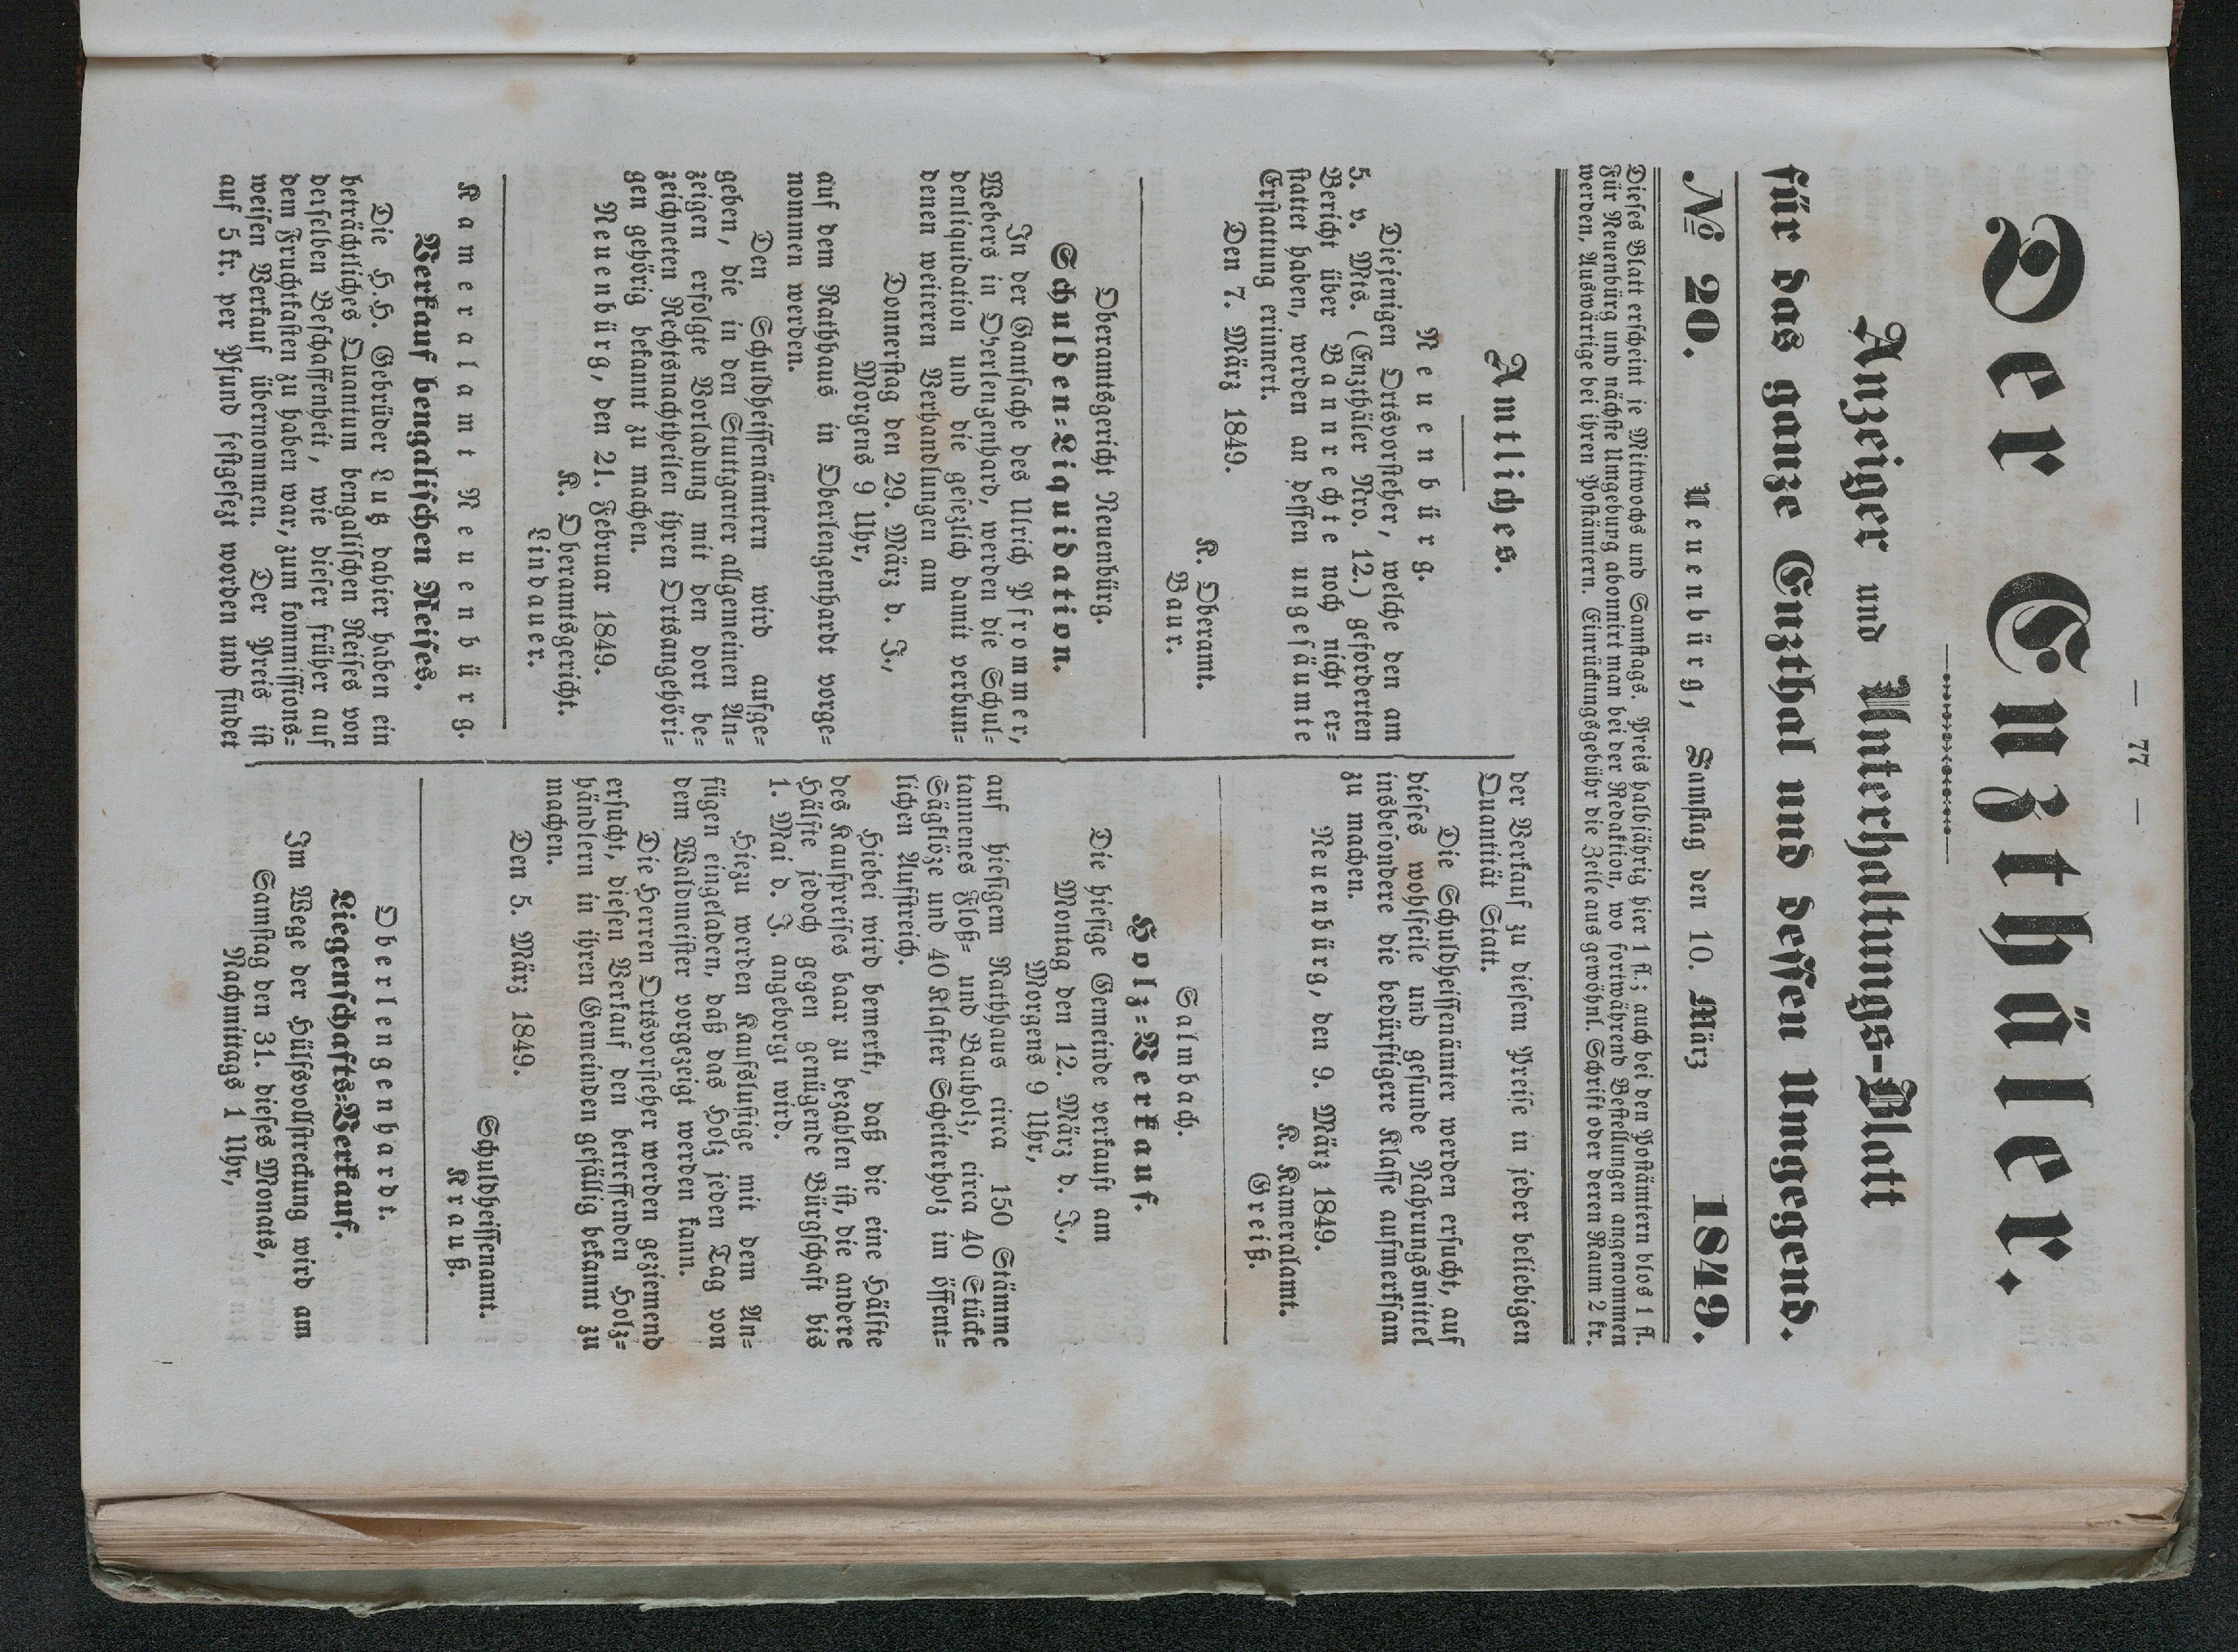 — 77 —
Der Enzthäler.
Anzeiger und Unterhaltungs-Blatt
für das ganze Enzthal und dessen Umgegend.
№ 20. Neuenbürg, Samstag den 10. März 1849.
Dieses Blatt erscheint je Mittwochs und Samstags. Preis halbjährig hier 1 fl.; auch bei den Postämtern blos 1 fl.
Für Neuenbürg und nächste Umgebung abonnirt man bei der Redaktion, wo fortwährend Bestellungen angenommen
werden, Auswärtige bei ihren Postämtern. Einrückungsgebühr die Zeile aus gewöhnl. Schrift oder deren Raum 2 kr.
Amtliches.
Neuenbürg.
Diejenigen Ortsvorsteher, welche den am
5. v. Mts. (Enzthäler Nro. 12.) geforderten
Bericht über Baurechte noch nicht er=
stattet haben, werden an dessen ungesäumte
Erstattung erinnert.
Den 7. März 1849.
K. Oberamt.
Baur.
Oberamtsgericht Neuenbürg.
Schulden=Liquidation.
In der Gantsache des Ulrich Pfrommer,
Webers in Oberlengenhard, werden die Schul=
denliquidation und die gesezlich damit verbun=
denen weiteren Verhandlungen am
Donnerstag den 29. März d. J.,
Morgens 9 Uhr,
auf dem Rathhaus in Oberlengenhardt vorge=
nommen werden.
Den Schuldheissenämtern wird aufge=
geben, die in den Stuttgarter allgemeinen An=
zeigen erfolgte Vorladung mit den dort be=
zeichneten Rechtsnachtheilen ihren Ortsangehöri=
gen gehörig bekannt zu machen.
Neuenbürg, den 21. Februar 1849.
K. Oberamtsgericht.
Lindauer.
Kameralamt Neuenbürg.
Verkauf bengalischen Reises.
Die HH. Gebrüder Luß dahier haben ein
beträchtliches Quantum bengalischen Reises von
derselben Beschaffenheit, wie dieser früher auf
dem Fruchtkasten zu haben war, zum kommissions=
weisen Verkauf übernommen. Der Preis ist
auf 5 kr. per Pfund festgesezt worden und findet
der Verkauf zu diesem Preise in jeder beliebigen
Quantität Statt.
Die Schuldheissenämter werden ersucht, auf
dieses wohlfeile und gesunde Nahrungsmittel
insbesondere die bedürftigere Klasse aufmerksam
zu machen.
Neuenbürg, den 9. März 1849.
K. Kameralamt.
Greiß.
Salmbach.
Holz=Verkauf.
Die hiesige Gemeinde verkauft am
Montag den 12. März d. J.,
Morgens 9 Uhr,
auf hiesigem Rathhaus circa 150 Stämme
tannenes Floß= und Bauholz, circa 40 Stücke
Sägklöze und 40 Klafter Scheiterholz im öffent=
lichen Aufstreich.
Hiebei wird bemerkt, daß die eine Hälfte
des Kaufpreises baar zu bezahlen ist, die andere
Hälfte jedoch gegen genügende Bürgschaft bis
1. Mai d. J. angeborgt wird.
Hiezu werden Kaufslustige mit dem An=
fügen eingeladen, daß das Holz jeden Tag von
dem Waldmeister vorgezeigt werden kann.
Die Herren Ortsvorsteher werden geziemend
ersucht, diesen Verkauf den betreffenden Holz=
händlern in ihren Gemeinden gefällig bekannt zu
machen.
Den 5. März 1849.
Schuldheissenamt.
Krauß.
Oberlengenhardt.
Liegenschafts=Verkauf.
Im Wege der Hülfsvollstreckung wird am
Samstag den 31. dieses Monats,
Nachmittags 1 Uhr,